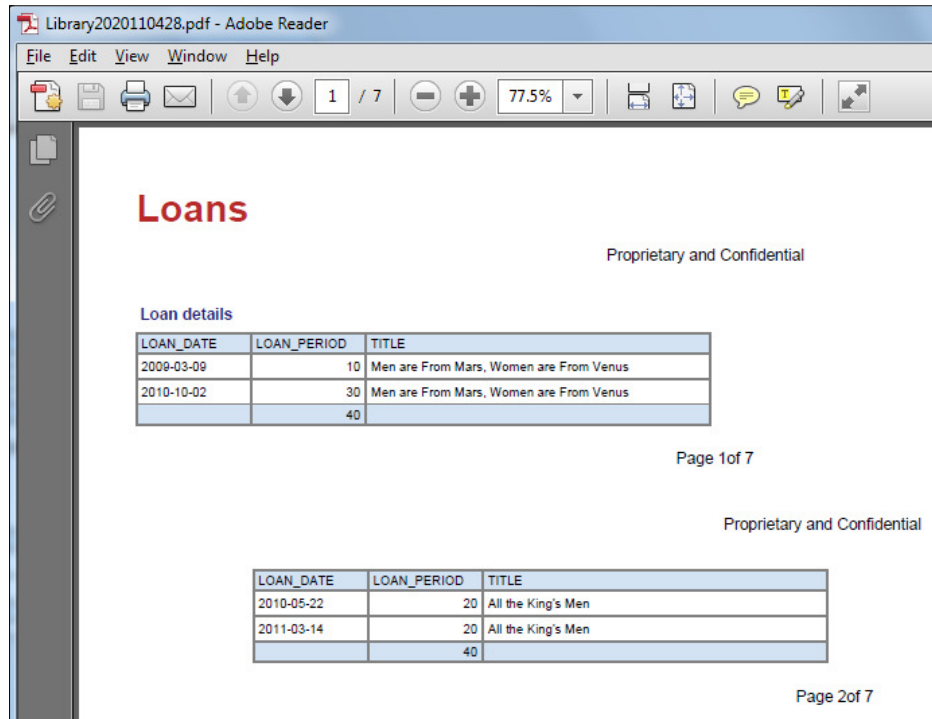 Library2020110428.pdf - Adobe Reader
File Edit View Window Help
1 / 7 77.5%
Loans
Proprietary and Confidential
Loan details
LOAN_DATE LOAN_PERIOD TITLE
2009-03-09 10 Men are From Mars, Women are From Venus
2010-10-02 30 Men are From Mars, Women are From Venus
40
Page 1of 7
Proprietary and Confidential
LOAN_DATE LOAN_PERIOD TITLE
2010-05-22 20 All the King's Men
2011-03-14 20 All the King's Men
40
Page 2of 7